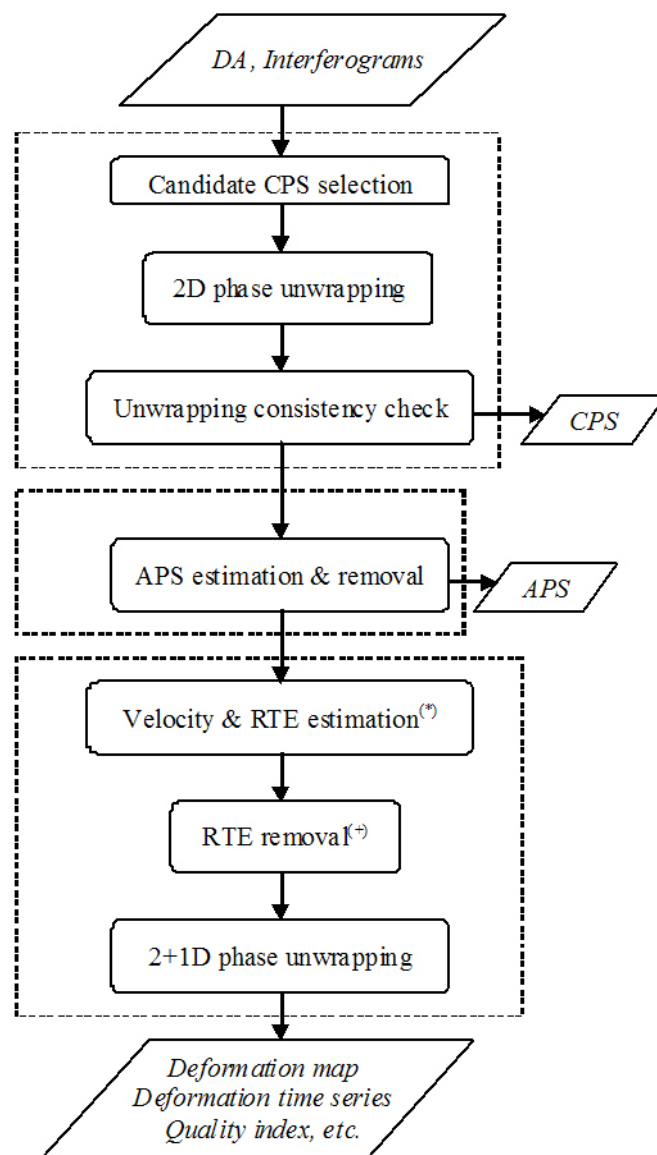 DA, Interferograms
Candidate CPS selection
2D phase unwrapping
Unwrapping consistency check
CPS
APS estimation & removal
APS
Velocity & RTE estimation(*)
RTE removal(+)
2+1D phase unwrapping
Deformation map
Deformation time series
Quality index, etc.